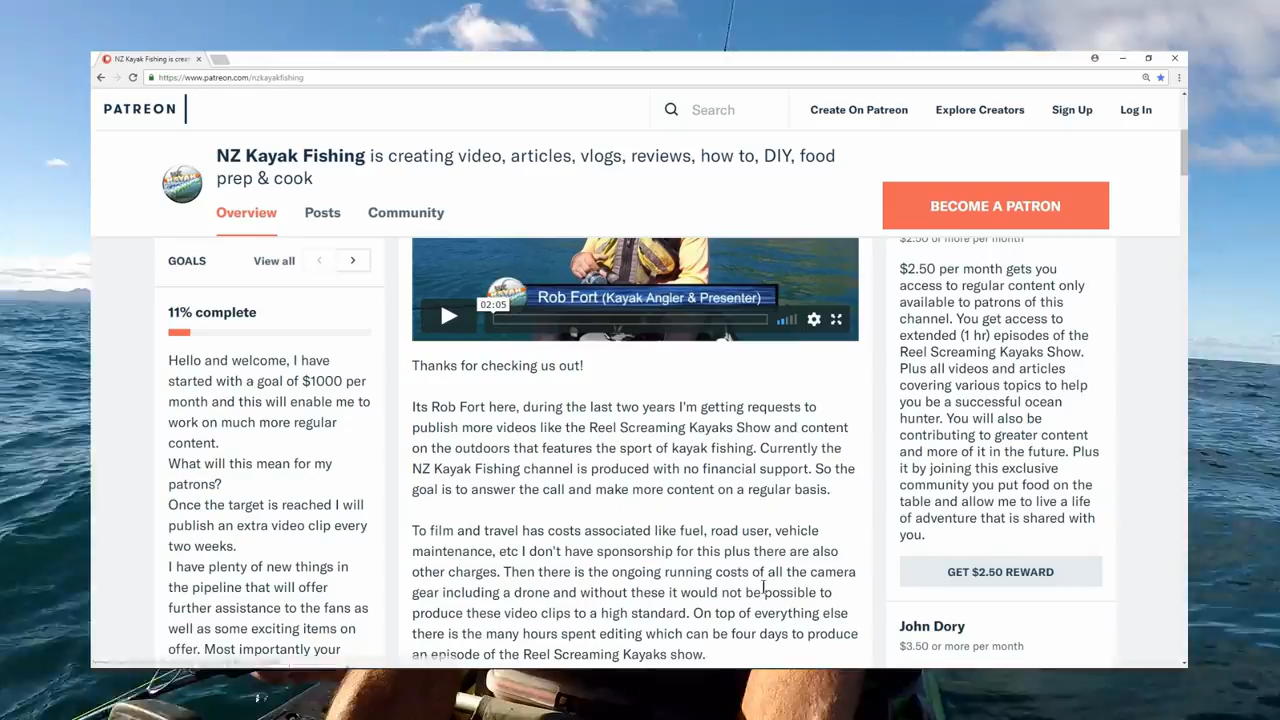 NZ Kayak Fishing is crea
https://www.patreon.com/nzkayakfishing
PATREON
Search
Create On Patreon
Explore Creators
Sign Up
Log In
NZ Kayak Fishing is creating video, articles, vlogs, reviews, how to, DIY, food
prep & cook
Overview
Posts
Community
BECOME A PATRON
GOALS
View all
11% complete
Hello and welcome, I have
started with a goal of $1000 per
month and this will enable me to
work on much more regular
content.
What will this mean for my
patrons?
Once the target is reached I will
publish an extra video clip every
two weeks.
I have plenty of new things in
the pipeline that will offer
further assistance to the fans as
well as some exciting items on
offer. Most importantly your
02:05
Rob Fort (Kayak Angler & Presenter)
Thanks for checking us out!
Its Rob Fort here, during the last two years I'm getting requests to
publish more videos like the Reel Screaming Kayaks Show and content
on the outdoors that features the sport of kayak fishing. Currently the
NZ Kayak Fishing channel is produced with no financial support. So the
goal is to answer the call and make more content on a regular basis.
To film and travel has costs associated like fuel, road user, vehicle
maintenance, etc I don't have sponsorship for this plus there are also
other charges. Then there is the ongoing running costs of all the camera
gear including a drone and without these it would not be possible to
produce these video clips to a high standard. On top of everything else
there is the many hours spent editing which can be four days to produce
an episode of the Reel Screaming Kayaks show.
$2.50 or more per month
$2.50 per month gets you
access to regular content only
available to patrons of this
channel. You get access to
extended (1 hr) episodes of the
Reel Screaming Kayaks Show.
Plus all videos and articles
covering various topics to help
you be a successful ocean
hunter. You will also be
contributing to greater content
and more of it in the future. Plus
it by joining this exclusive
community you put food on the
table and allow me to live a life
of adventure that is shared with
you.
GET $2.50 REWARD
John Dory
$3.50 or more per month